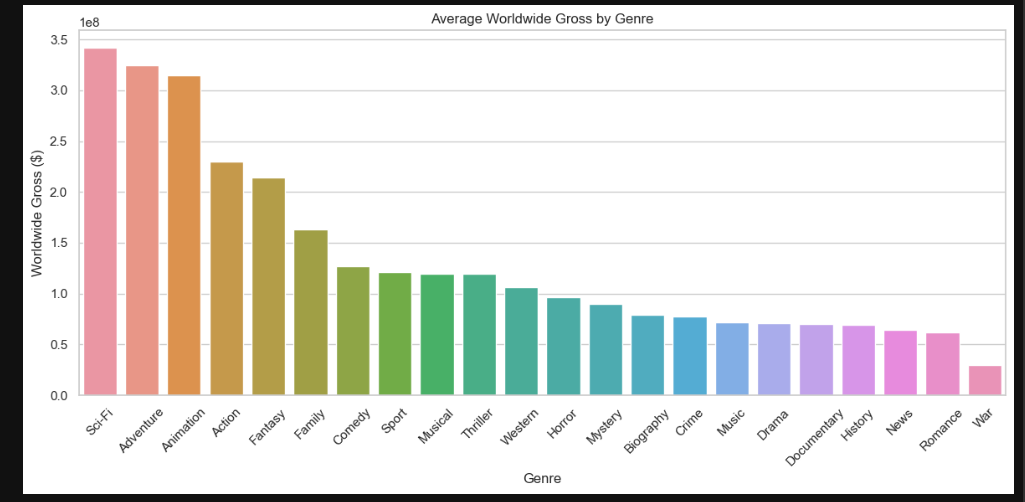 Average Worldwide Gross by Genre
1e8
3.5
3.0
2.5
2.0
1.5
1.0
0.5
0.0
Worldwide Gross ($)
Sci-Fi
Adventure
Animation
Action
Fantasy
Family
Comedy
Sport
Musical
Thriller
Western
Horror
Mystery
Biography
Crime
Music
Drama
Documentary
History
News
Romance
War
Genre